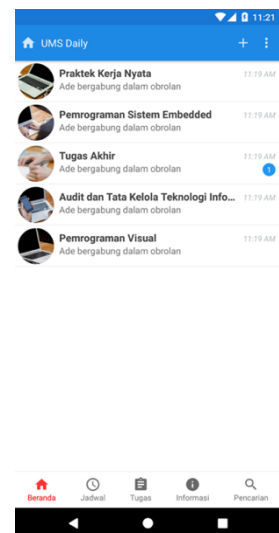 11:21
UMS Daily
Praktek Kerja Nyata 11:19 AM
Ade bergabung dalam obrolan
Pemrograman Sistem Embedded 11:19 AM
Ade bergabung dalam obrolan
Tugas Akhir 11:19 AM
Ade bergabung dalam obrolan 1
Audit dan Tata Kelola Teknologi Info... 11:19 AM
Ade bergabung dalam obrolan
Pemrograman Visual 11:19 AM
Ade bergabung dalam obrolan
Beranda Jadwal Tugas Informasi Pencarian